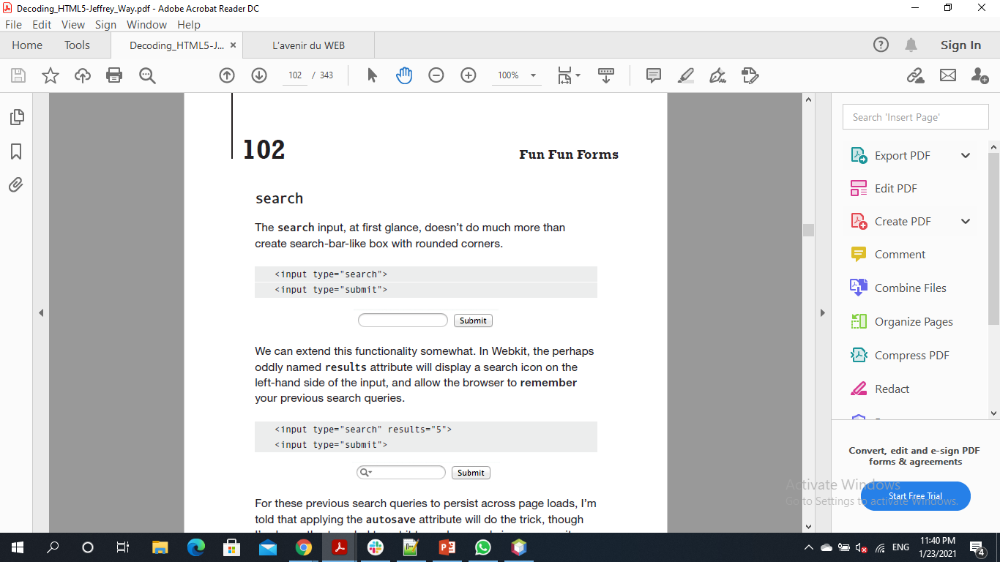 Decoding_HTML5-Jeffrey_Way.pdf - Adobe Acrobat Reader DC
File Edit View Sign Window Help
Home Tools Decoding_HTML5-J... × L'avenir du WEB Sign In
102 / 343 100%
102 Fun Fun Forms
search
The search input, at first glance, doesn't do much more than
create search-bar-like box with rounded corners.
<input type="search">
<input type="submit">
Submit
We can extend this functionality somewhat. In Webkit, the perhaps
oddly named results attribute will display a search icon on the
left-hand side of the input, and allow the browser to remember
your previous search queries.
<input type="search" results="5">
<input type="submit">
Submit
For these previous search queries to persist across page loads, I'm
told that applying the autosave attribute will do the trick, though
Search 'Insert Page'
Export PDF
Edit PDF
Create PDF
Comment
Combine Files
Organize Pages
Compress PDF
Redact
Convert, edit and e-sign PDF
forms & agreements
Start Free Trial
Activate Windows
Go to Settings to activate Windows.
ENG
11:40 PM
1/23/2021
4